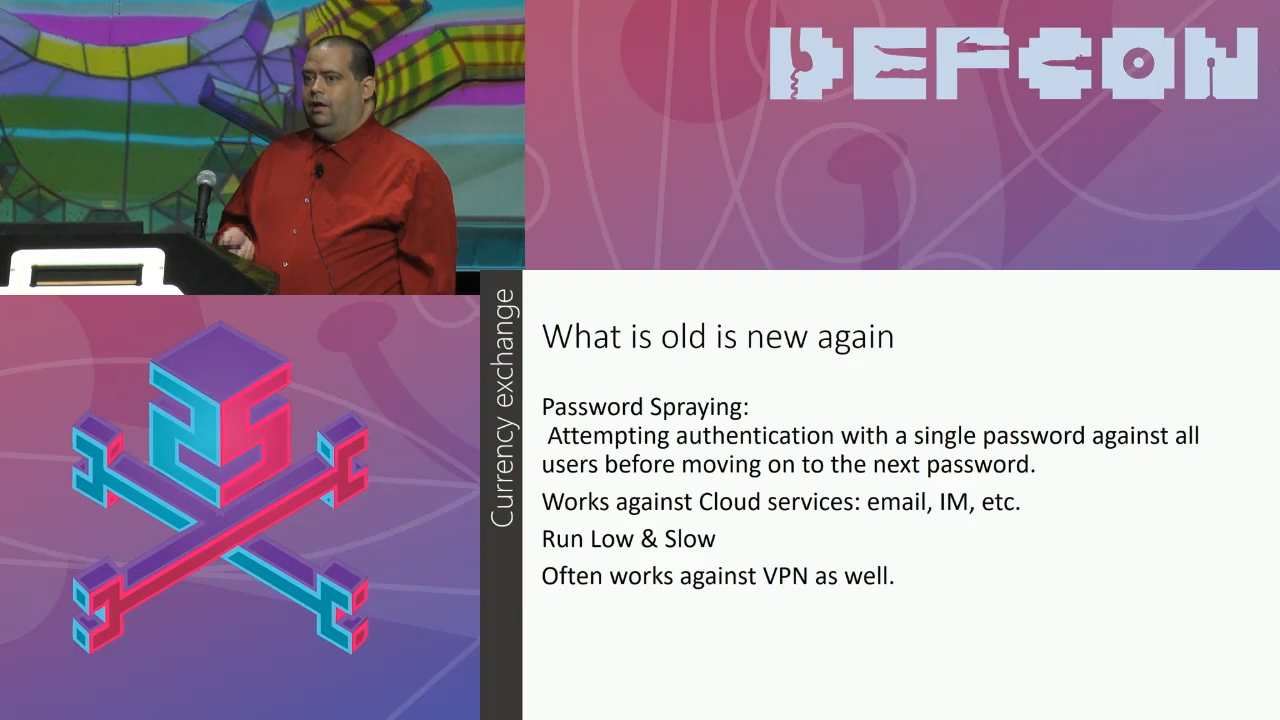 DEFCON
Currency exchange
What is old is new again
Password Spraying:
Attempting authentication with a single password against all
users before moving on to the next password.
Works against Cloud services: email, IM, etc.
Run Low & Slow
Often works against VPN as well.